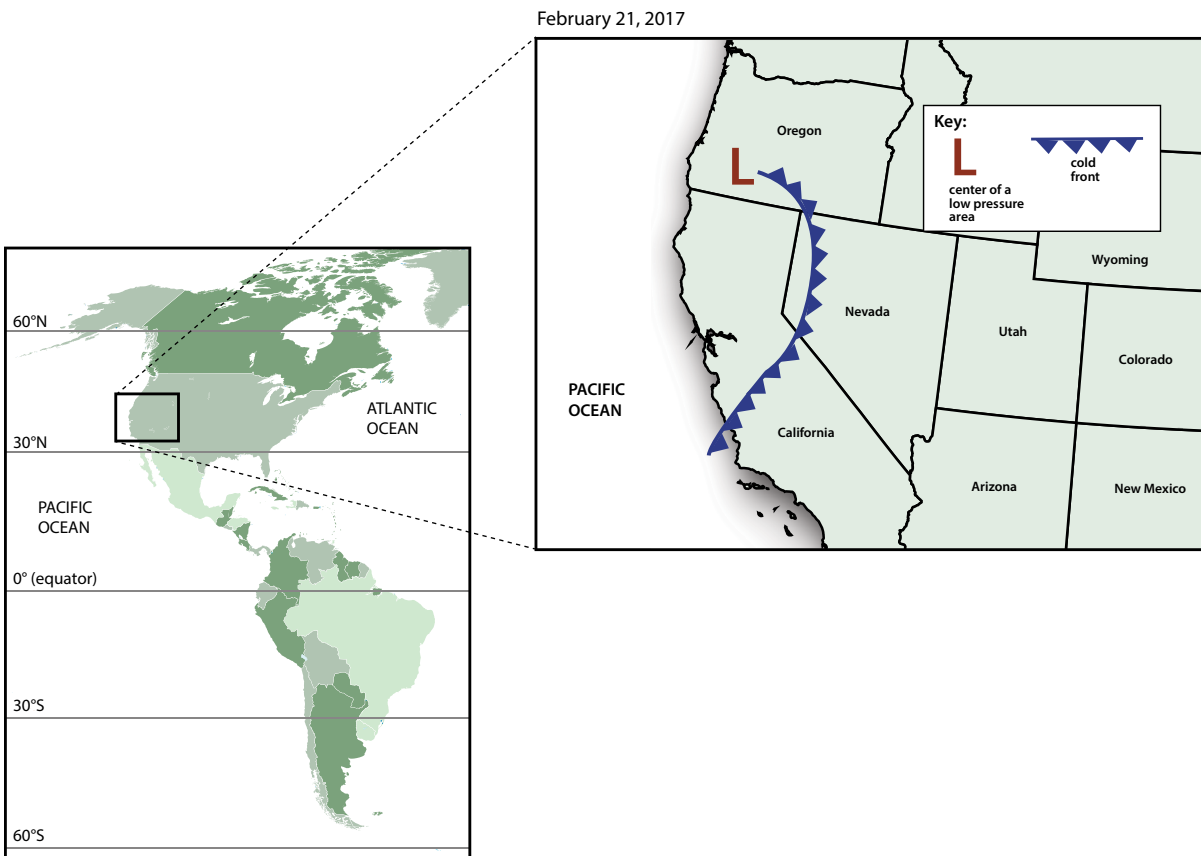 February 21, 2017
Oregon
Key:
L
center of a
low pressure
area
cold
front
L
Wyoming
Nevada
Utah
Colorado
PACIFIC
OCEAN
California
Arizona
New Mexico
60°N
ATLANTIC
OCEAN
30°N
PACIFIC
OCEAN
0° (equator)
30°S
60°S